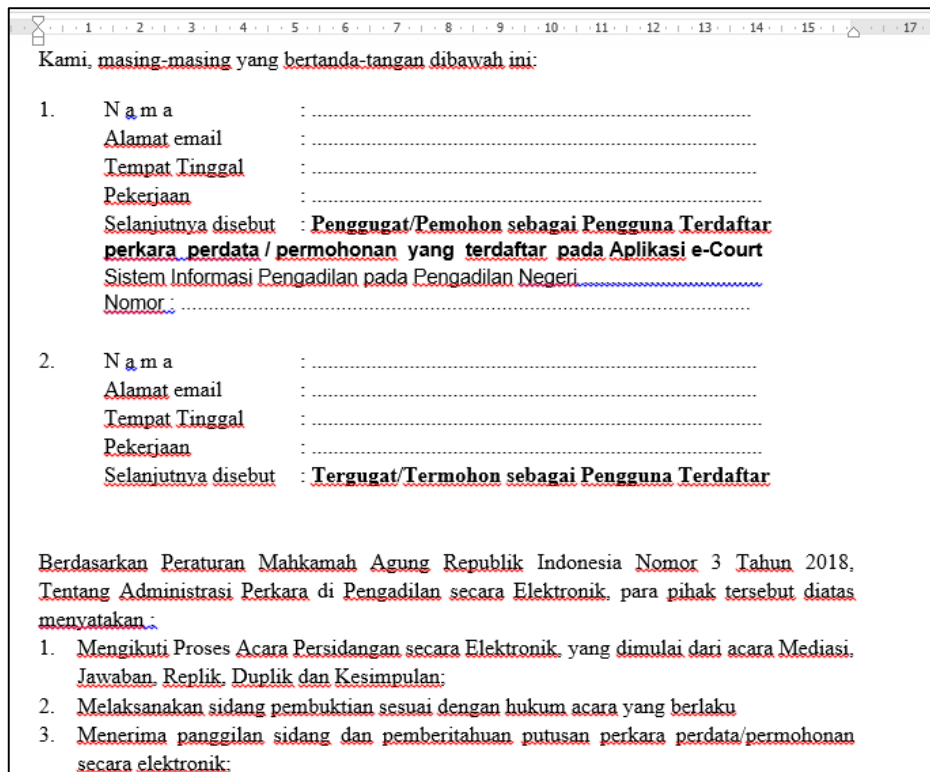 1 2 3 4 5 6 7 8 9 10 11 12 13 14 15 17
Kami, masing-masing yang bertanda-tangan dibawah ini:
1. N a m a : ..........................................................................................
Alamat email : ..........................................................................................
Tempat Tinggal : ..........................................................................................
Pekerjaan : ..........................................................................................
Selanjutnya disebut : Penggugat/Pemohon sebagai Pengguna Terdaftar
perkara perdata / permohonan yang terdaftar pada Aplikasi e-Court
Sistem Informasi Pengadilan pada Pengadilan Negeri......................................
Nomor : ....................................................................................................................
2. N a m a : ..........................................................................................
Alamat email : ..........................................................................................
Tempat Tinggal : ..........................................................................................
Pekerjaan : ..........................................................................................
Selanjutnya disebut : Tergugat/Termohon sebagai Pengguna Terdaftar
Berdasarkan Peraturan Mahkamah Agung Republik Indonesia Nomor 3 Tahun 2018,
Tentang Administrasi Perkara di Pengadilan secara Elektronik, para pihak tersebut diatas
menyatakan :
1. Mengikuti Proses Acara Persidangan secara Elektronik, yang dimulai dari acara Mediasi,
Jawaban, Replik, Duplik dan Kesimpulan;
2. Melaksanakan sidang pembuktian sesuai dengan hukum acara yang berlaku
3. Menerima panggilan sidang dan pemberitahuan putusan perkara perdata/permohonan
secara elektronik;